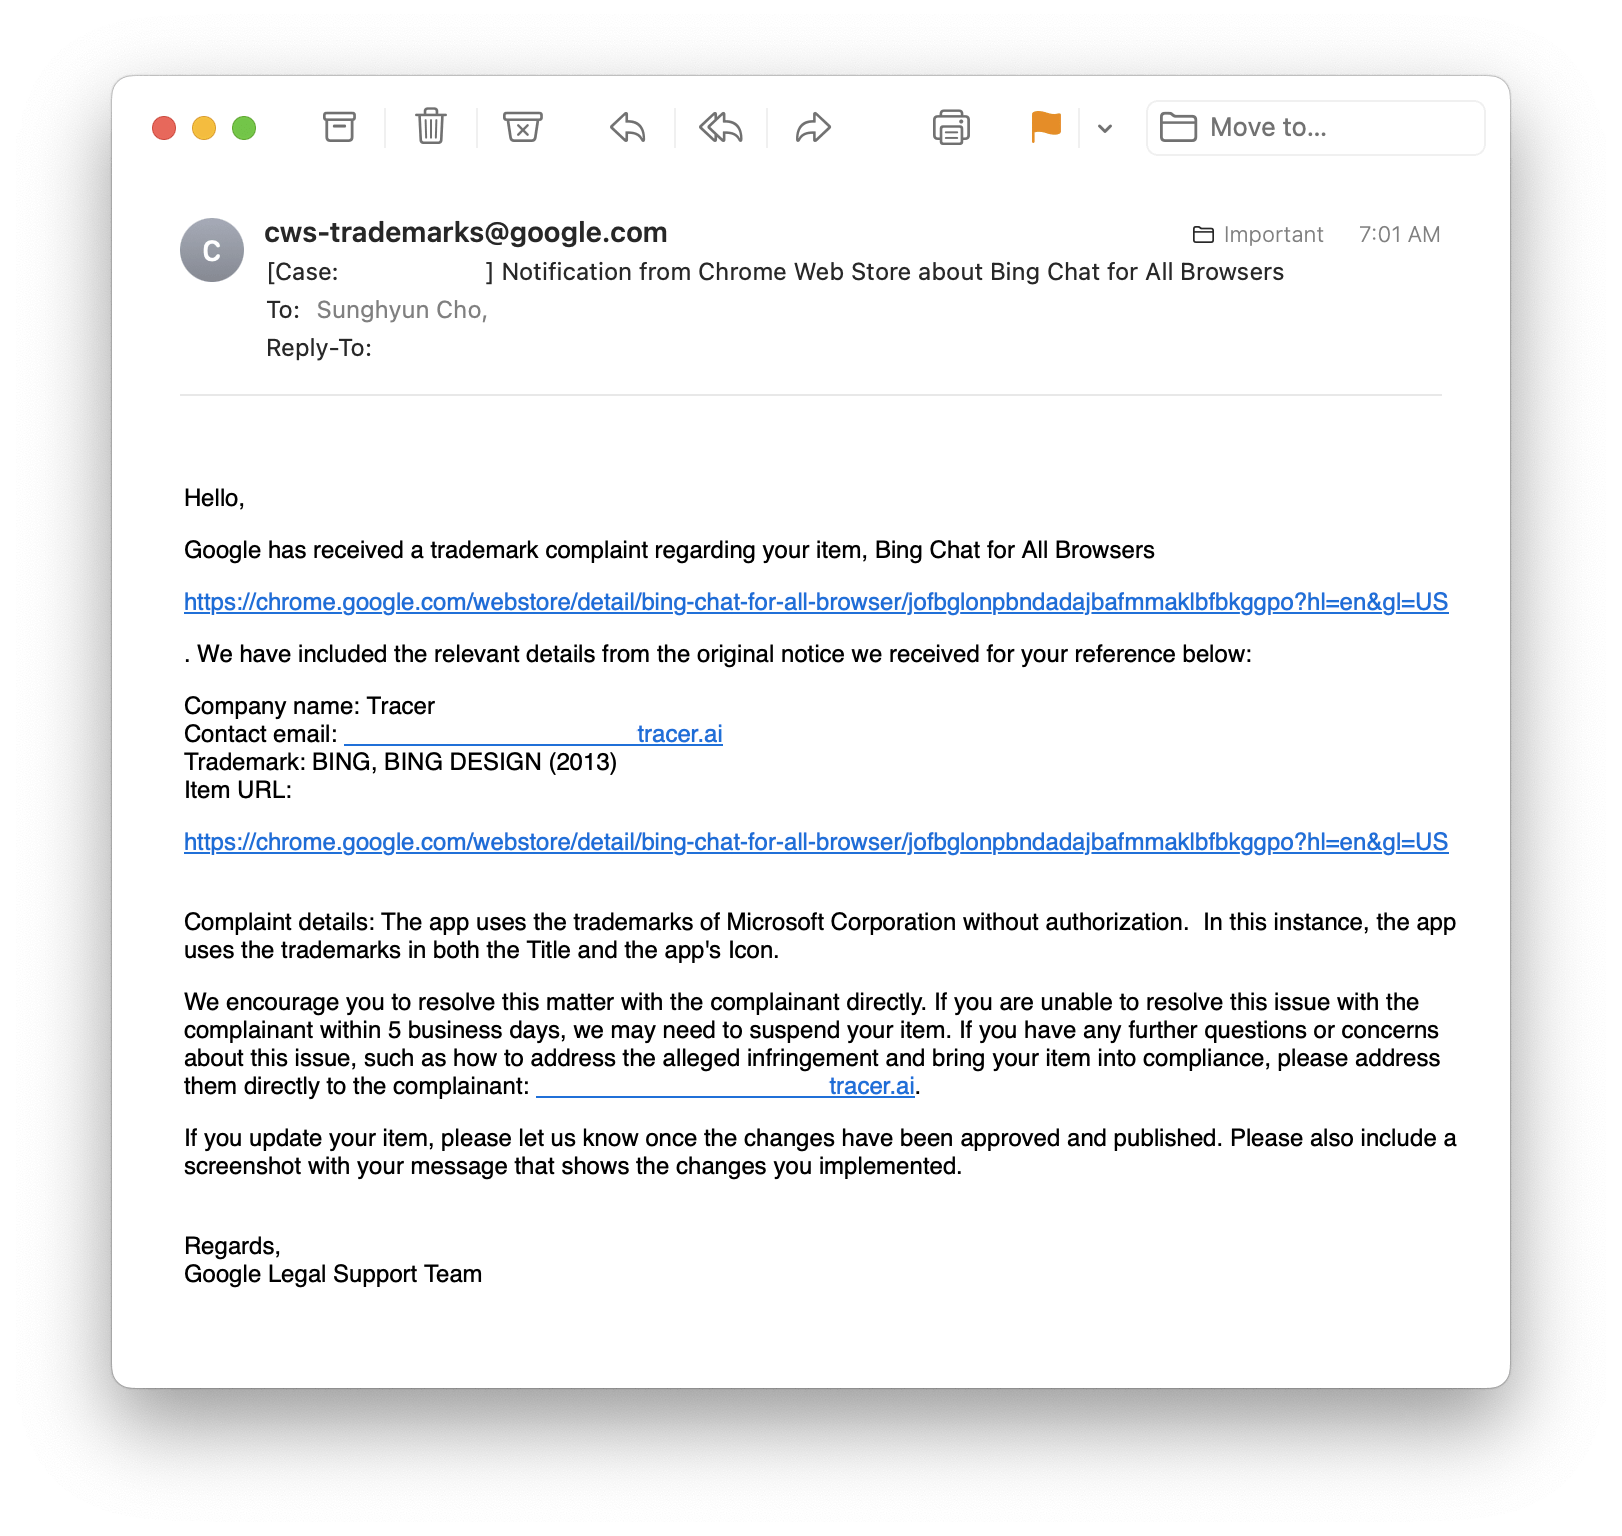 Move to...
C
cws-trademarks@google.com
Important 7:01 AM
[Case: ] Notification from Chrome Web Store about Bing Chat for All Browsers
To: Sunghyun Cho,
Reply-To:
Hello,
Google has received a trademark complaint regarding your item, Bing Chat for All Browsers
https://chrome.google.com/webstore/detail/bing-chat-for-all-browser/jofbglonpbndadajbafmmaklbfbkggpo?hl=en&gl=US
. We have included the relevant details from the original notice we received for your reference below:
Company name: Tracer
Contact email: tracer.ai
Trademark: BING, BING DESIGN (2013)
Item URL:
https://chrome.google.com/webstore/detail/bing-chat-for-all-browser/jofbglonpbndadajbafmmaklbfbkggpo?hl=en&gl=US
Complaint details: The app uses the trademarks of Microsoft Corporation without authorization.  In this instance, the app
uses the trademarks in both the Title and the app's Icon.
We encourage you to resolve this matter with the complainant directly. If you are unable to resolve this issue with the
complainant within 5 business days, we may need to suspend your item. If you have any further questions or concerns
about this issue, such as how to address the alleged infringement and bring your item into compliance, please address
them directly to the complainant: tracer.ai.
If you update your item, please let us know once the changes have been approved and published. Please also include a
screenshot with your message that shows the changes you implemented.
Regards,
Google Legal Support Team